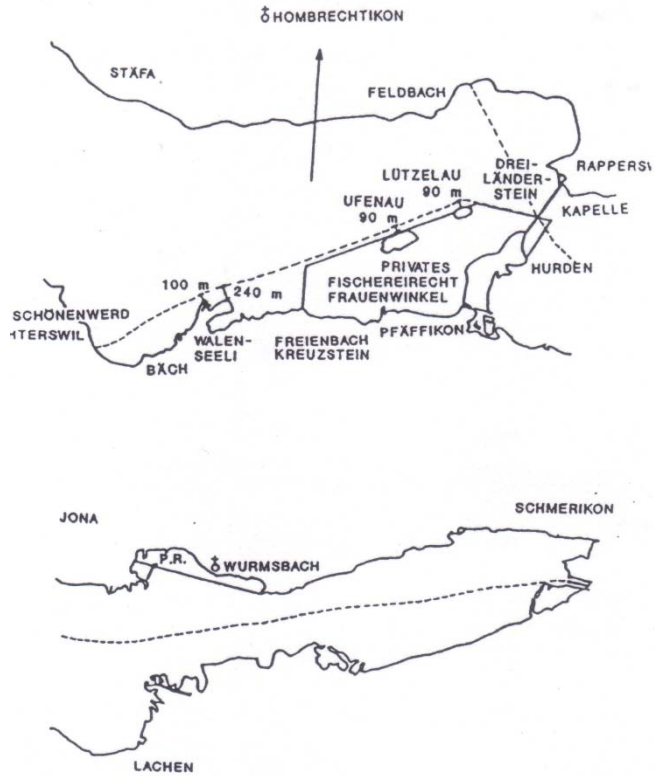 HOMBRECHTIKON
STÄFA
FELDBACH
DREI-
LÄNDER-
STEIN
RAPPERSW
LÜTZELAU
90 m
KAPELLE
UFENAU
90 m
HURDEN
PRIVATES
FISCHEREIRECHT
FRAUENWINKEL
100 m
240 m
SCHÖNENWERD
HTERSWIL
BÄCH
WALEN-
SEELI
FREIENBACH
KREUZSTEIN
PFÄFFIKON
JONA
SCHMERIKON
P.R.
WURMSBACH
LACHEN